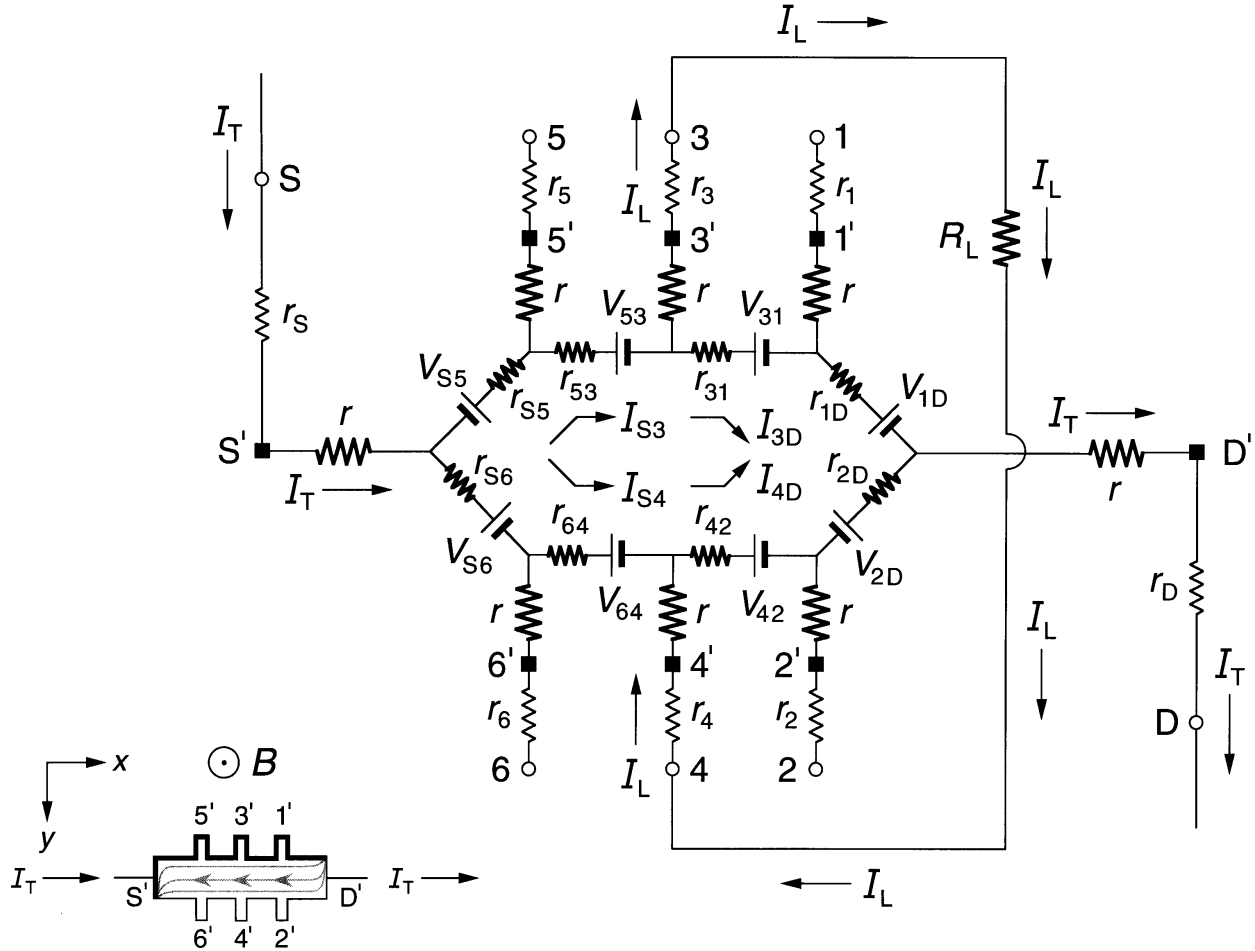 I_L
I_T
5 3 1
S
r_5 I_L r_3 r_1 I_L
5' 3' 1' R_L
r_S r r r
V_53 V_31
V_S5 r_S5 r_53 r_31 r_1D V_1D
I_S3 I_3D I_T
S' r D'
I_T r_S6 I_S4 I_4D r_2D r
r_64 r_42
V_S6 V_64 V_42 V_2D
r r r r_D
6' 4' 2' I_L
r_6 r_4 r_2 I_T
I_L D
6 4 2
x B
y
5' 3' 1'
I_T S' D' I_T I_L
6' 4' 2'